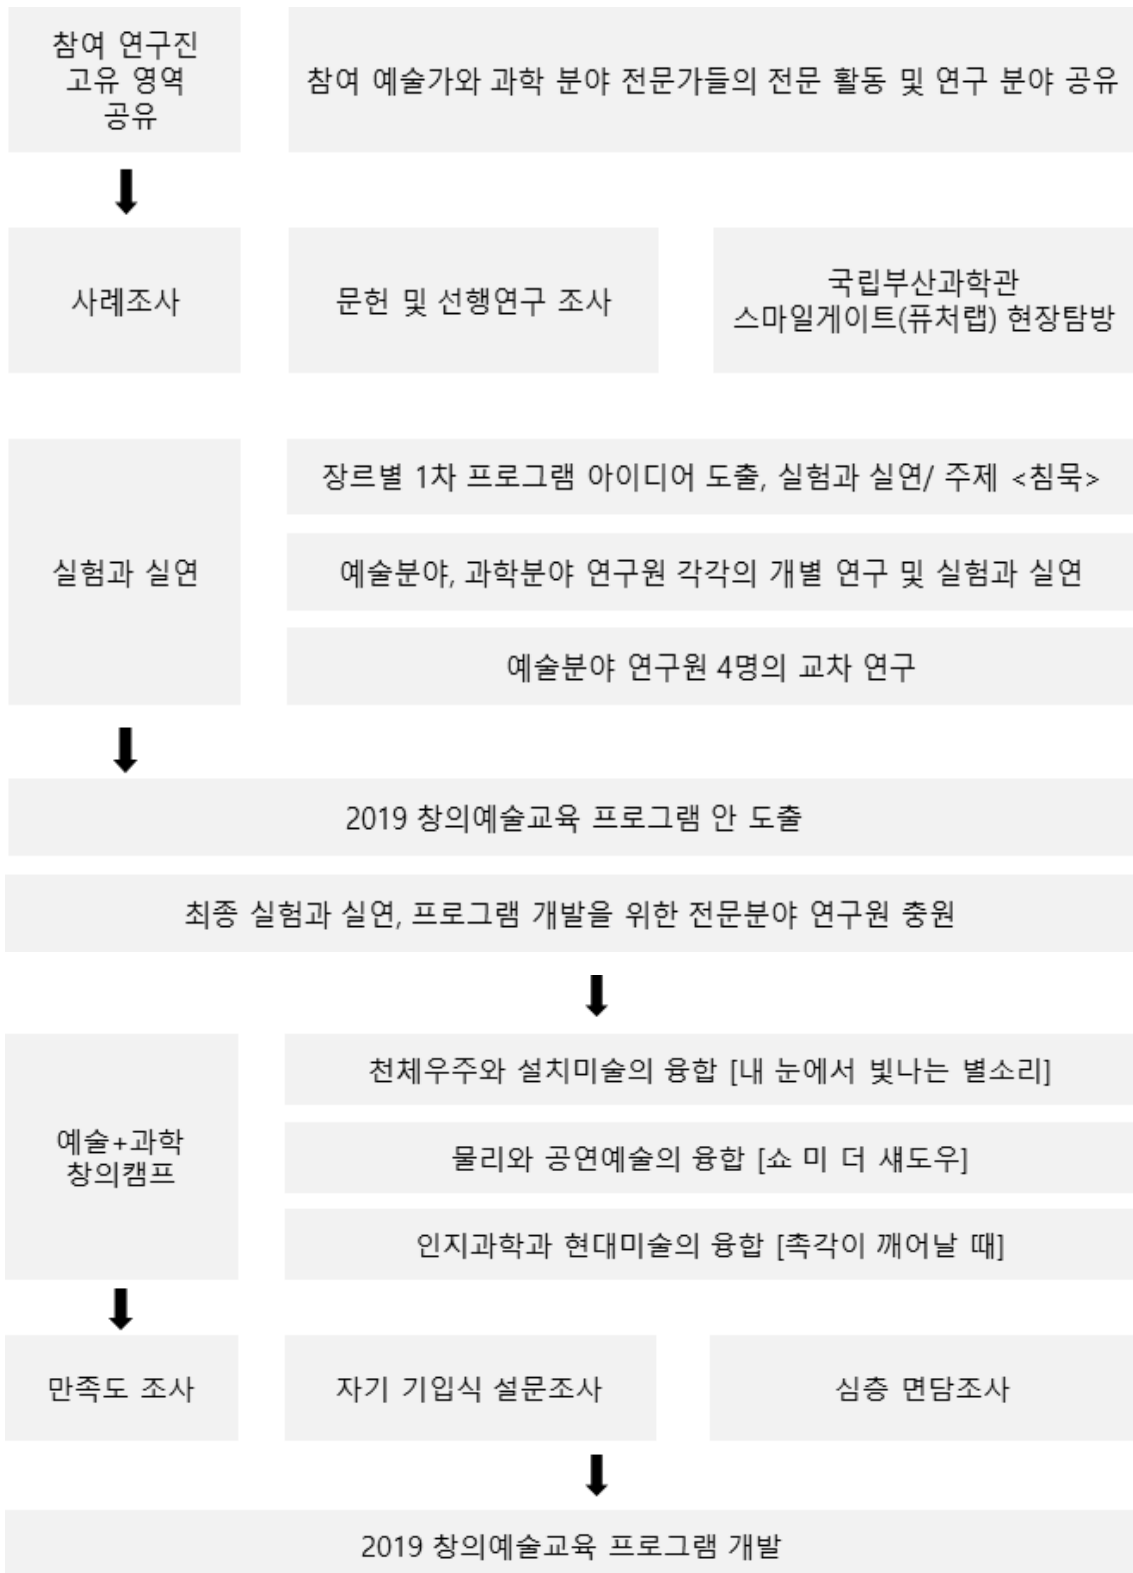 참여 연구진
고유 영역
공유
참여 예술가와 과학 분야 전문가들의 전문 활동 및 연구 분야 공유
사례조사
문헌 및 선행연구 조사
국립부산과학관
스마일게이트(퓨처랩) 현장탐방
실험과 실연
장르별 1차 프로그램 아이디어 도출, 실험과 실연/ 주제 <침묵>
예술분야, 과학분야 연구원 각각의 개별 연구 및 실험과 실연
예술분야 연구원 4명의 교차 연구
2019 창의예술교육 프로그램 안 도출
최종 실험과 실연, 프로그램 개발을 위한 전문분야 연구원 충원
예술+과학
창의캠프
천체우주와 설치미술의 융합 [내 눈에서 빛나는 별소리]
물리와 공연예술의 융합 [쇼 미 더 섀도우]
인지과학과 현대미술의 융합 [촉각이 깨어날 때]
만족도 조사
자기 기입식 설문조사
심층 면담조사
2019 창의예술교육 프로그램 개발